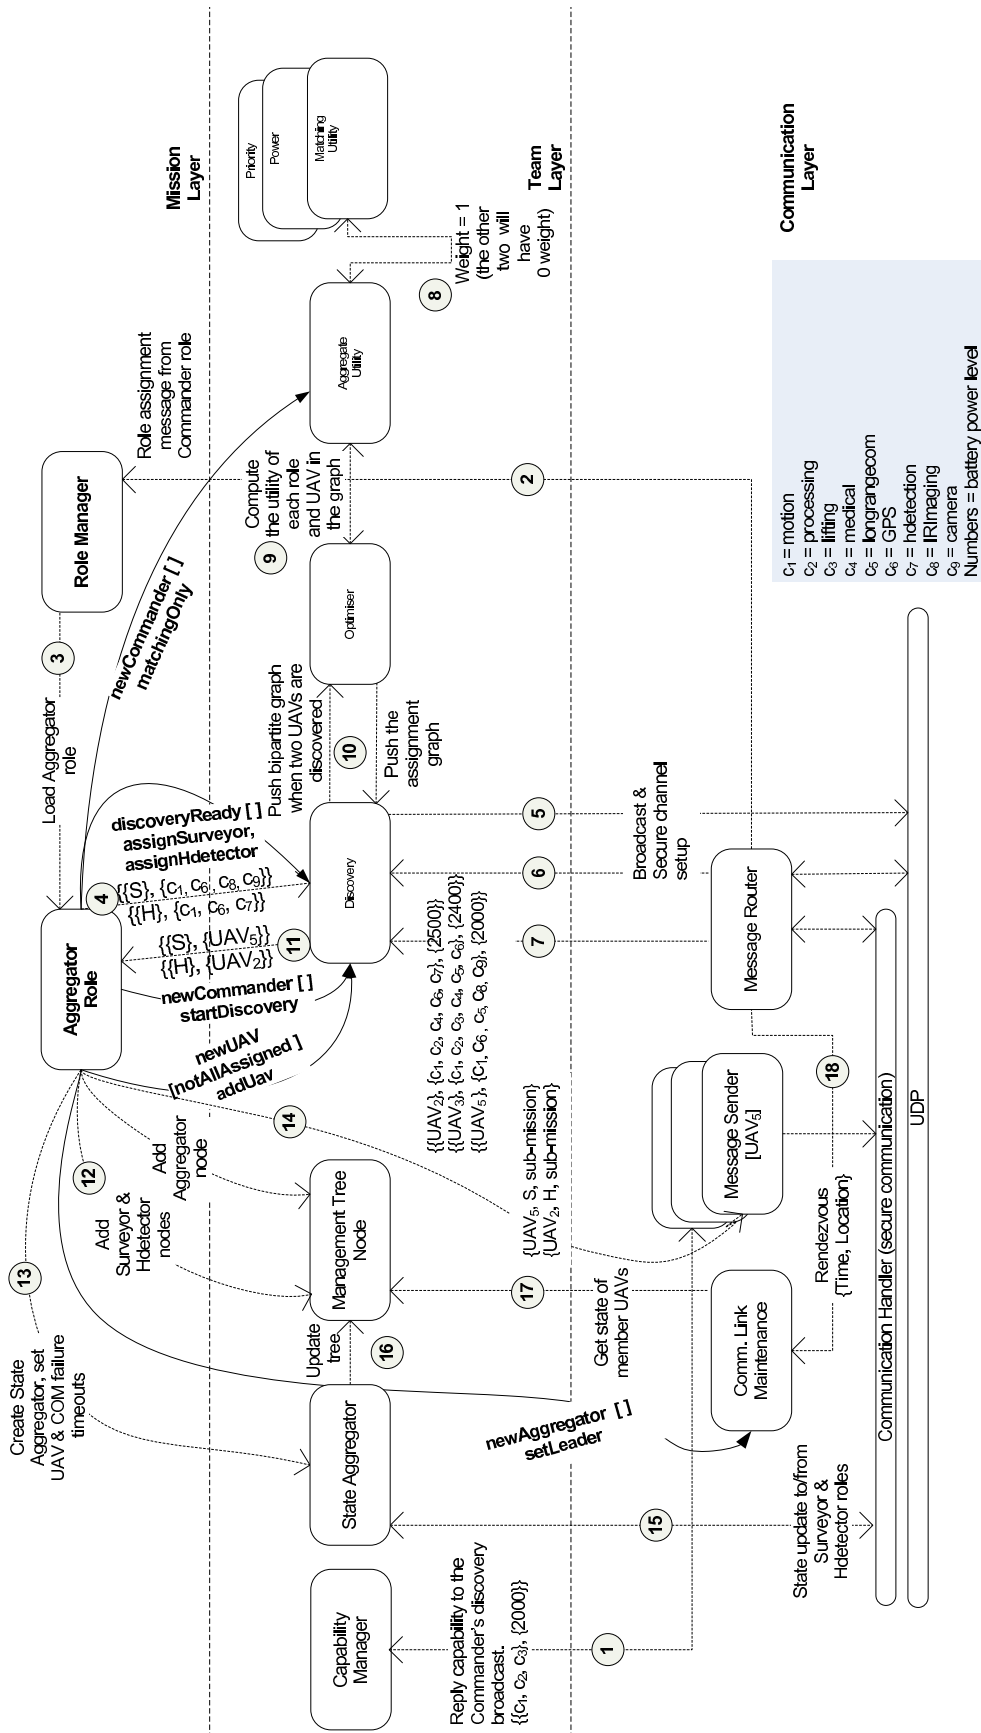 Mission
Layer
Team
Layer
Communication
Layer
Role Manager
Aggregator
Role
Load Aggregator
role
3
Role assignment
message from
Commander role
2
newCommander [ ]
matchingOnly
Priority
Power
Matching
Utility
Aggregate
Utility
Weight = 1
(the other
two will
have
0 weight)
8
Compute
the utility of
each role
and UAV in
the graph
9
Optimiser
Push bipartite graph
when two UAVs are
discovered
10
Push the
assignment
graph
Discovery
discoveryReady [ ]
assignSurveyor,
assignHdetector
4
{{S}, {c1, c6, c8, c9}}
{{H}, {c1, c6, c7}}
{{S}, {UAV5}}
{{H}, {UAV2}}
11
newCommander [ ]
startDiscovery
newUAV
[notAllAssigned ]
addUav
5
Broadcast &
Secure channel
setup
6
7
{{UAV2}, {c1, c2, c4, c6, c7}, {2500}}
{{UAV3}, {c1, c2, c3, c4, c5, c6}, {2400}}
{{UAV5 }, {c1, c6, c5, c8, c9}, {2000}}
14
{UAV5, S, sub-mission}
{UAV2, H, sub-mission}
Add
Aggregator
node
12
Add
Surveyor &
Hdetector
nodes
Management Tree
Node
13
Create State
Aggregator, set
UAV & COM failure
timeouts
Update
tree
16
State Aggregator
17
Get state of
member UAVs
newAggregator [ ]
setLeader
Capability
Manager
Reply capability to the
Commander's discovery
broadcast.
{{c1, c2, c3}, {2000}}
1
15
State update to/from
Surveyor &
Hdetector roles
Message Router
Message Sender
[UAV5]
18
Rendezvous
{Time, Location}
Comm. Link
Maintenance
Communication Handler (secure communication)
UDP
c1 = motion
c2 = processing
c3 = lifting
c4 = medical
c5 = longrangecom
c6 = GPS
c7 = hdetection
c8 = IRImaging
c9 = camera
Numbers = battery power level